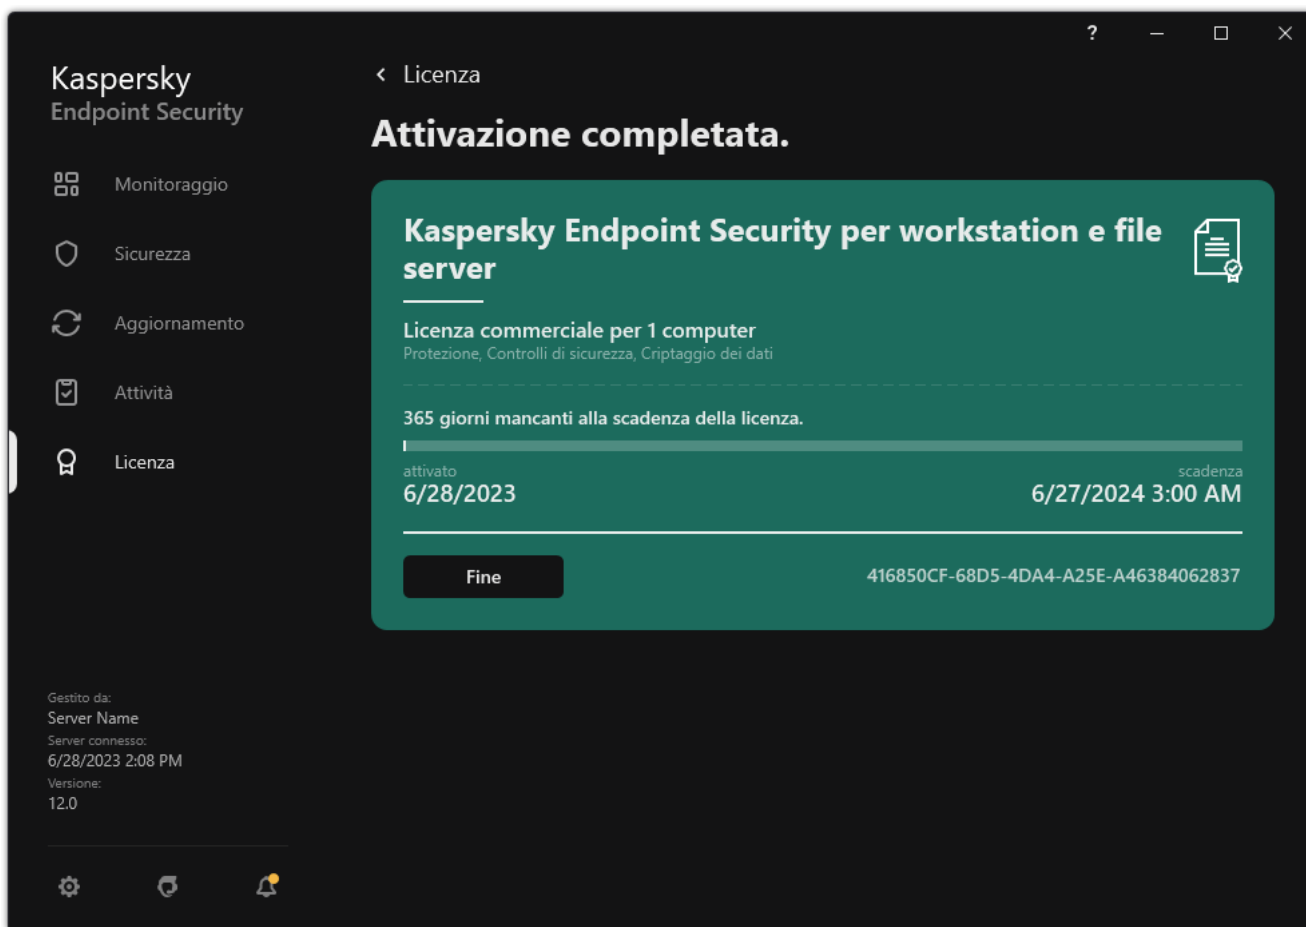 ?
Kaspersky
Endpoint Security
Monitoraggio
Sicurezza
Aggiornamento
Attività
Licenza
Gestito da:
Server Name
Server connesso:
6/28/2023 2:08 PM
Versione:
12.0
Licenza
Attivazione completata.
Kaspersky Endpoint Security per workstation e file
server
Licenza commerciale per 1 computer
Protezione, Controlli di sicurezza, Criptaggio dei dati
365 giorni mancanti alla scadenza della licenza.
attivato scadenza
6/28/2023 6/27/2024 3:00 AM
Fine 416850CF-68D5-4DA4-A25E-A46384062837